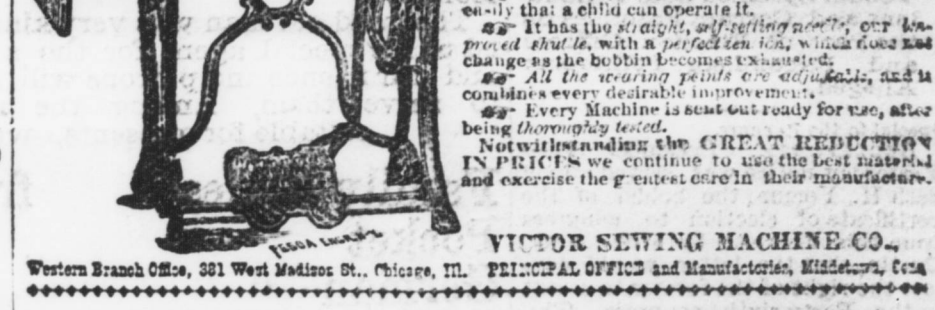 easily that a child can operate it.
☞ It has the straight, self-setting needle, our im-
proved shuttle, with a perfect tension, which does not
change as the bobbin becomes exhausted.
☞ All the wearing points are adjustable, and it
combines every desirable improvement.
☞ Every Machine is sent out ready for use, after
being thoroughly tested.
Notwithstanding the GREAT REDUCTION
IN PRICES we continue to use the best material
and exercise the greatest care in their manufacture.
VICTOR SEWING MACHINE CO.
Western Branch Office, 381 West Madison St., Chicago, Ill.
PRINCIPAL OFFICE and Manufactories, Middletown, Conn